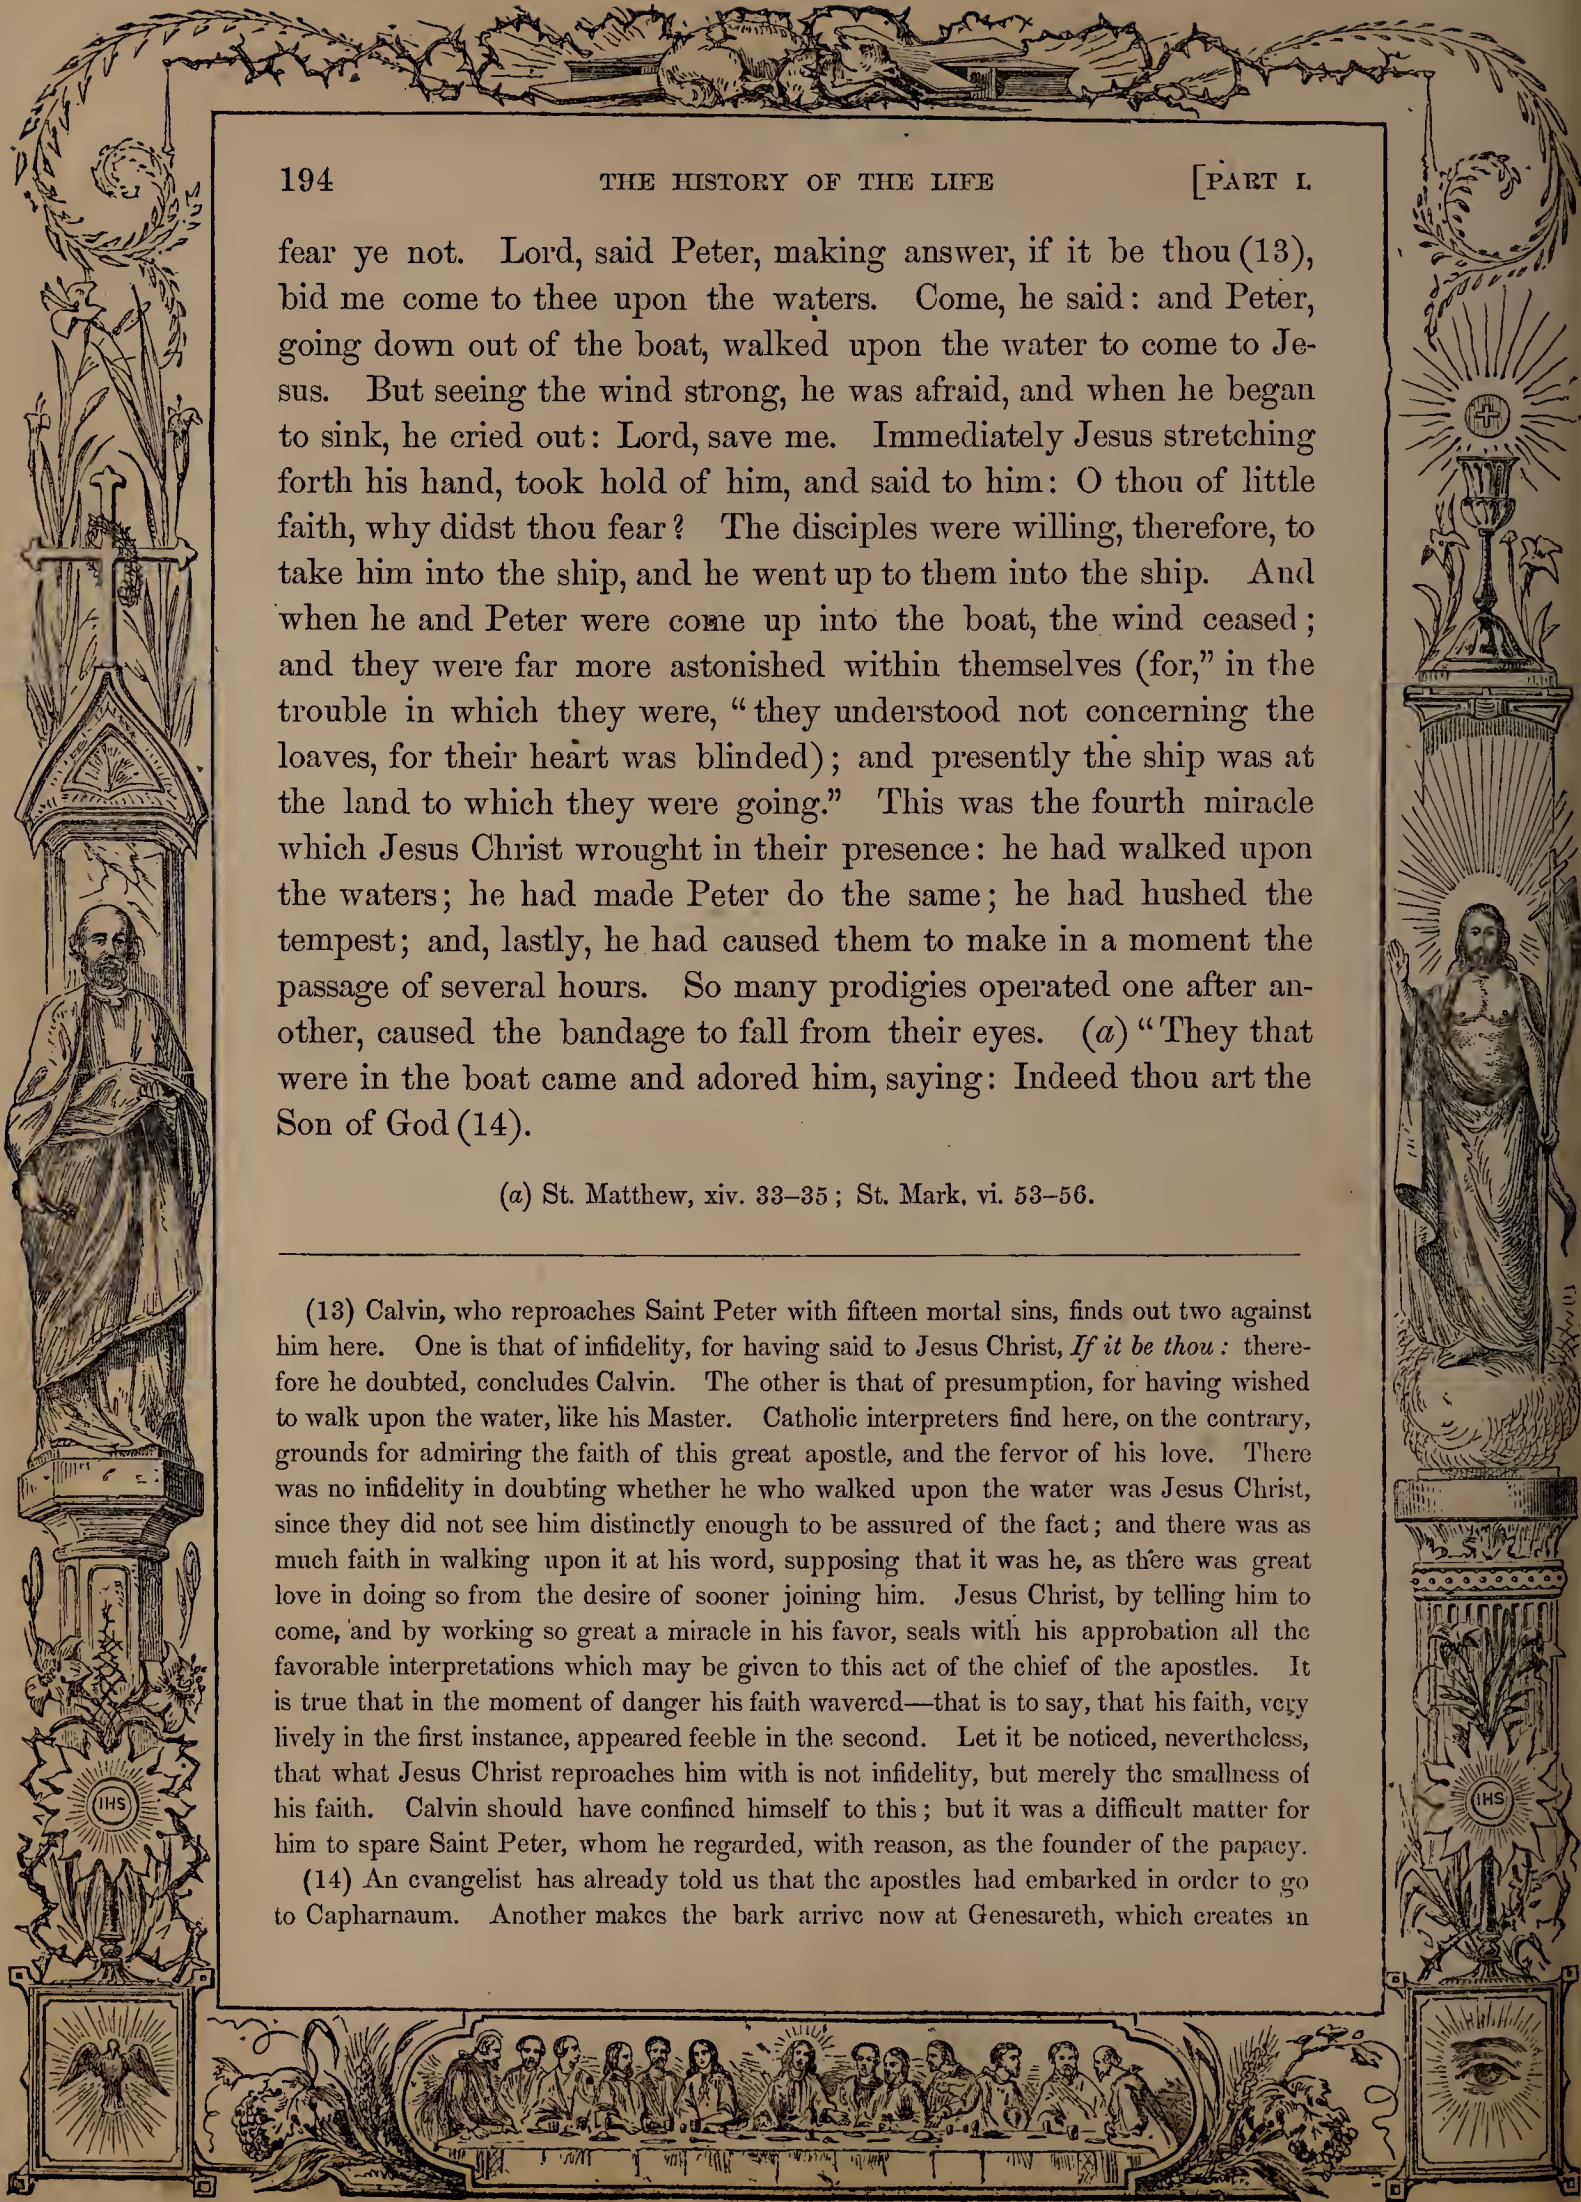 194 THE HISTORY OF THE LIFE [PART I.
fear ye not. Lord, said Peter, making answer, if it be thou (13),
bid me come to thee upon the waters. Come, he said: and Peter,
going down out of the boat, walked upon the water to come to Je-
sus. But seeing the wind strong, he was afraid, and when he began
to sink, he cried out: Lord, save me. Immediately Jesus stretching
forth his hand, took hold of him, and said to him: O thou of little
faith, why didst thou fear? The disciples were willing, therefore, to
take him into the ship, and he went up to them into the ship. And
when he and Peter were come up into the boat, the wind ceased;
and they were far more astonished within themselves (for,” in the
trouble in which they were, “they understood not concerning the
loaves, for their heart was blinded); and presently the ship was at
the land to which they were going.” This was the fourth miracle
which Jesus Christ wrought in their presence: he had walked upon
the waters; he had made Peter do the same; he had hushed the
tempest; and, lastly, he had caused them to make in a moment the
passage of several hours. So many prodigies operated one after an-
other, caused the bandage to fall from their eyes. (a) “They that
were in the boat came and adored him, saying: Indeed thou art the
Son of God (14).
(a) St. Matthew, xiv. 33–35; St. Mark, vi. 53–56.
(13) Calvin, who reproaches Saint Peter with fifteen mortal sins, finds out two against
him here. One is that of infidelity, for having said to Jesus Christ, If it be thou: there-
fore he doubted, concludes Calvin. The other is that of presumption, for having wished
to walk upon the water, like his Master. Catholic interpreters find here, on the contrary,
grounds for admiring the faith of this great apostle, and the fervor of his love. There
was no infidelity in doubting whether he who walked upon the water was Jesus Christ,
since they did not see him distinctly enough to be assured of the fact; and there was as
much faith in walking upon it at his word, supposing that it was he, as there was great
love in doing so from the desire of sooner joining him. Jesus Christ, by telling him to
come, and by working so great a miracle in his favor, seals with his approbation all the
favorable interpretations which may be given to this act of the chief of the apostles. It
is true that in the moment of danger his faith wavered—that is to say, that his faith, very
lively in the first instance, appeared feeble in the second. Let it be noticed, nevertheless,
that what Jesus Christ reproaches him with is not infidelity, but merely the smallness of
his faith. Calvin should have confined himself to this; but it was a difficult matter for
him to spare Saint Peter, whom he regarded, with reason, as the founder of the papacy.
(14) An evangelist has already told us that the apostles had embarked in order to go
to Capharnaum. Another makes the bark arrive now at Genesareth, which creates in
IHS
IHS